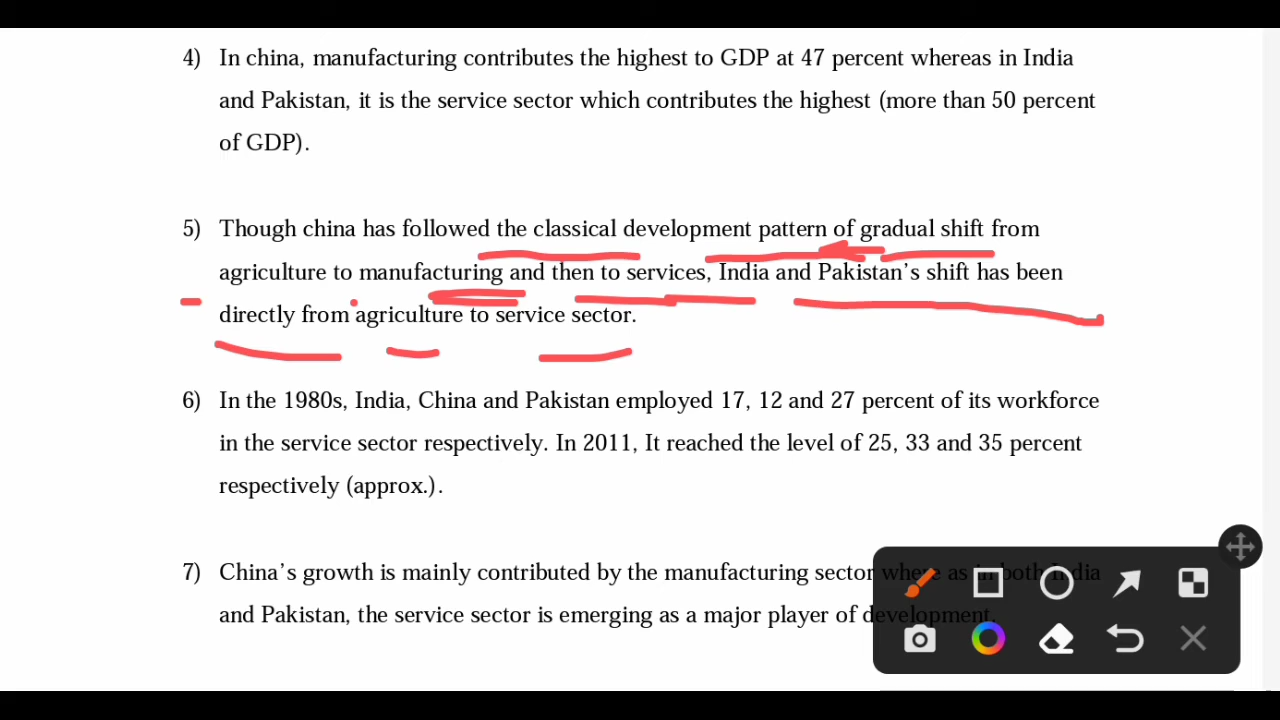 4) In china, manufacturing contributes the highest to GDP at 47 percent whereas in India
and Pakistan, it is the service sector which contributes the highest (more than 50 percent
of GDP).
5) Though china has followed the classical development pattern of gradual shift from
agriculture to manufacturing and then to services, India and Pakistan's shift has been
directly from agriculture to service sector.
6) In the 1980s, India, China and Pakistan employed 17, 12 and 27 percent of its workforce
in the service sector respectively. In 2011, It reached the level of 25, 33 and 35 percent
respectively (approx.).
7) China's growth is mainly contributed by the manufacturing sector where as in both India
and Pakistan, the service sector is emerging as a major player of development.